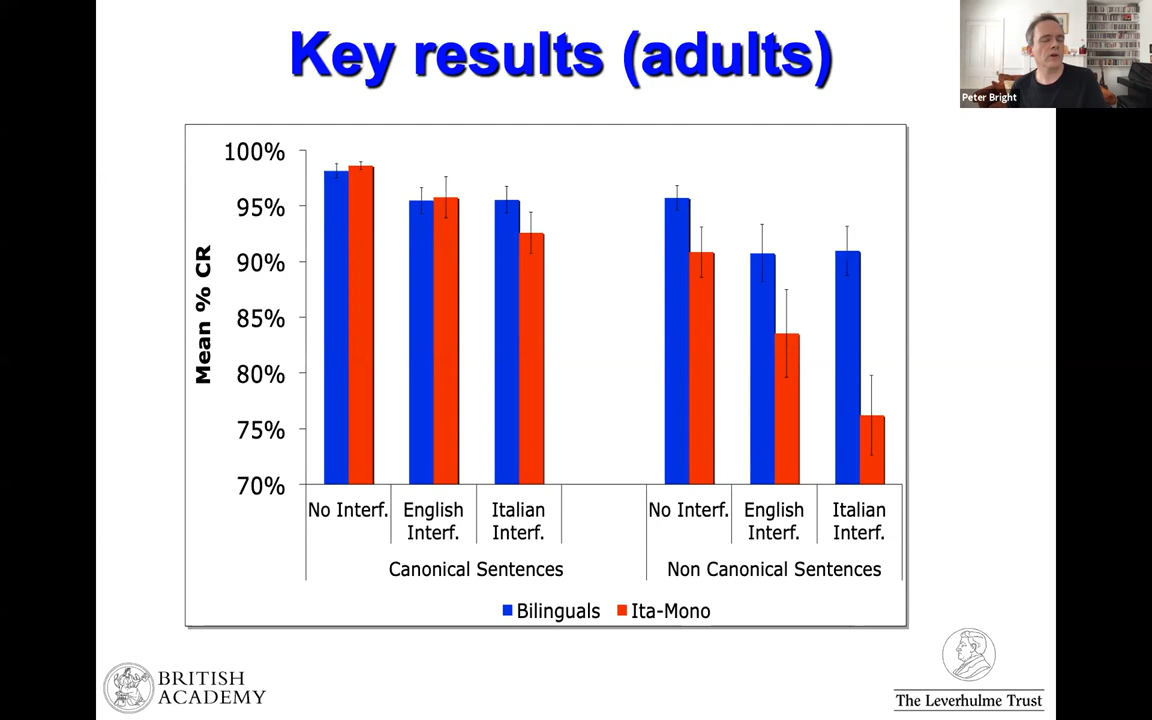 Key results (adults)
Peter Bright
100%
95%
90%
85%
80%
75%
70%
Mean % CR
No Interf.
English
Interf.
Italian
Interf.
No Interf.
English
Interf.
Italian
Interf.
Canonical Sentences
Non Canonical Sentences
Bilinguals
Ita-Mono
BRITISH
ACADEMY
The Leverhulme Trust